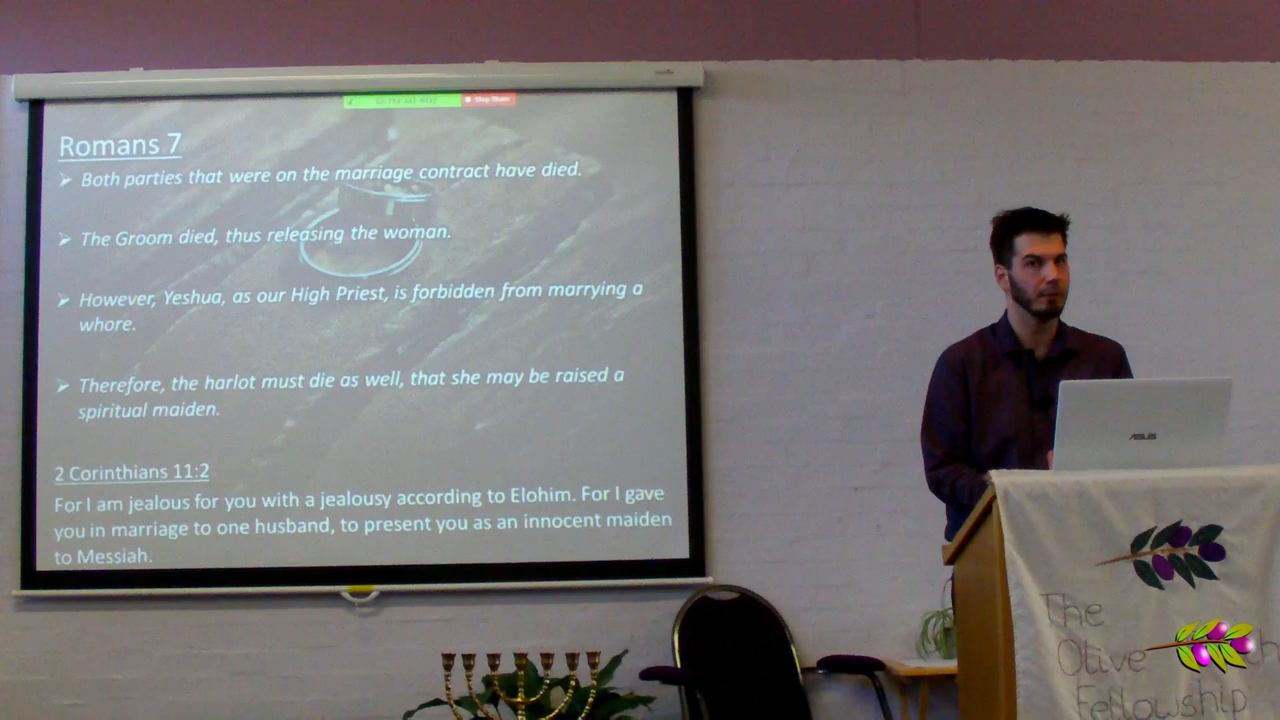 Stop Share
Romans 7
➢ Both parties that were on the marriage contract have died.
➢ The Groom died, thus releasing the woman.
➢ However, Yeshua, as our High Priest, is forbidden from marrying a
whore.
➢ Therefore, the harlot must die as well, that she may be raised a
spiritual maiden.
2 Corinthians 11:2
For I am jealous for you with a jealousy according to Elohim. For I gave
you in marriage to one husband, to present you as an innocent maiden
to Messiah.
ASUS
The
Olive
Fellowship